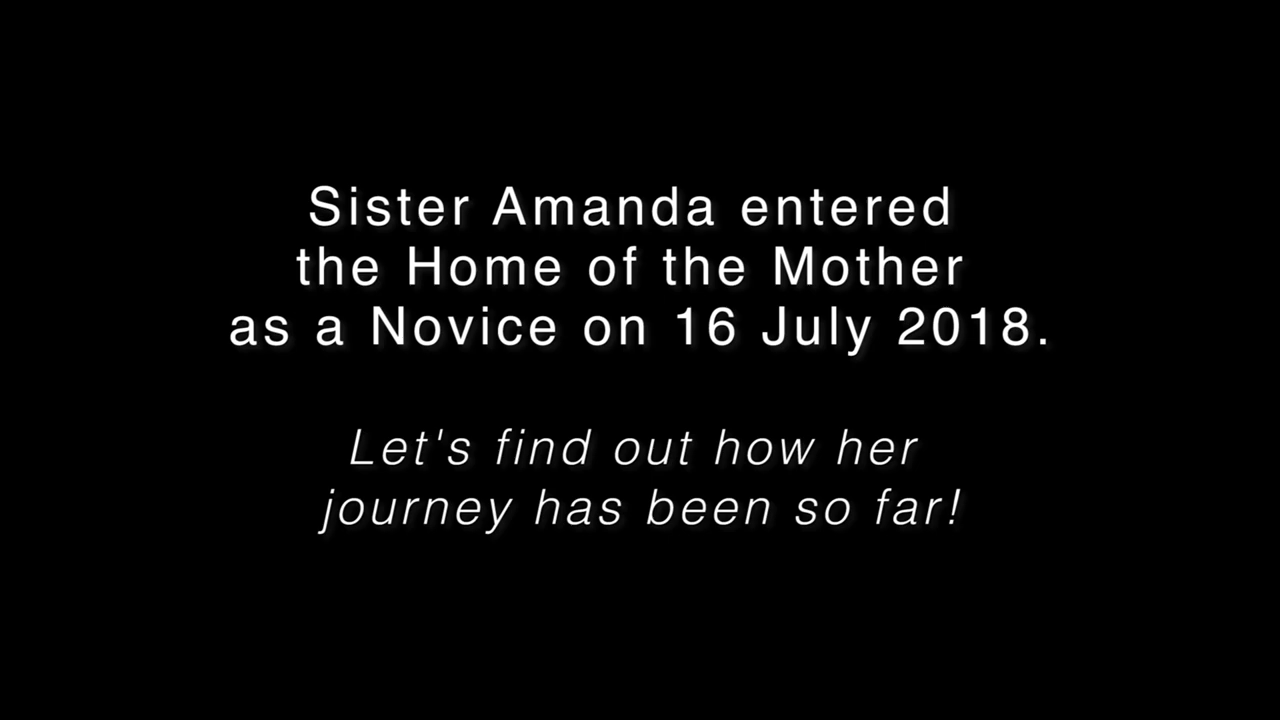 Sister Amanda entered
the Home of the Mother
as a Novice on 16 July 2018.
Let's find out how her
journey has been so far!